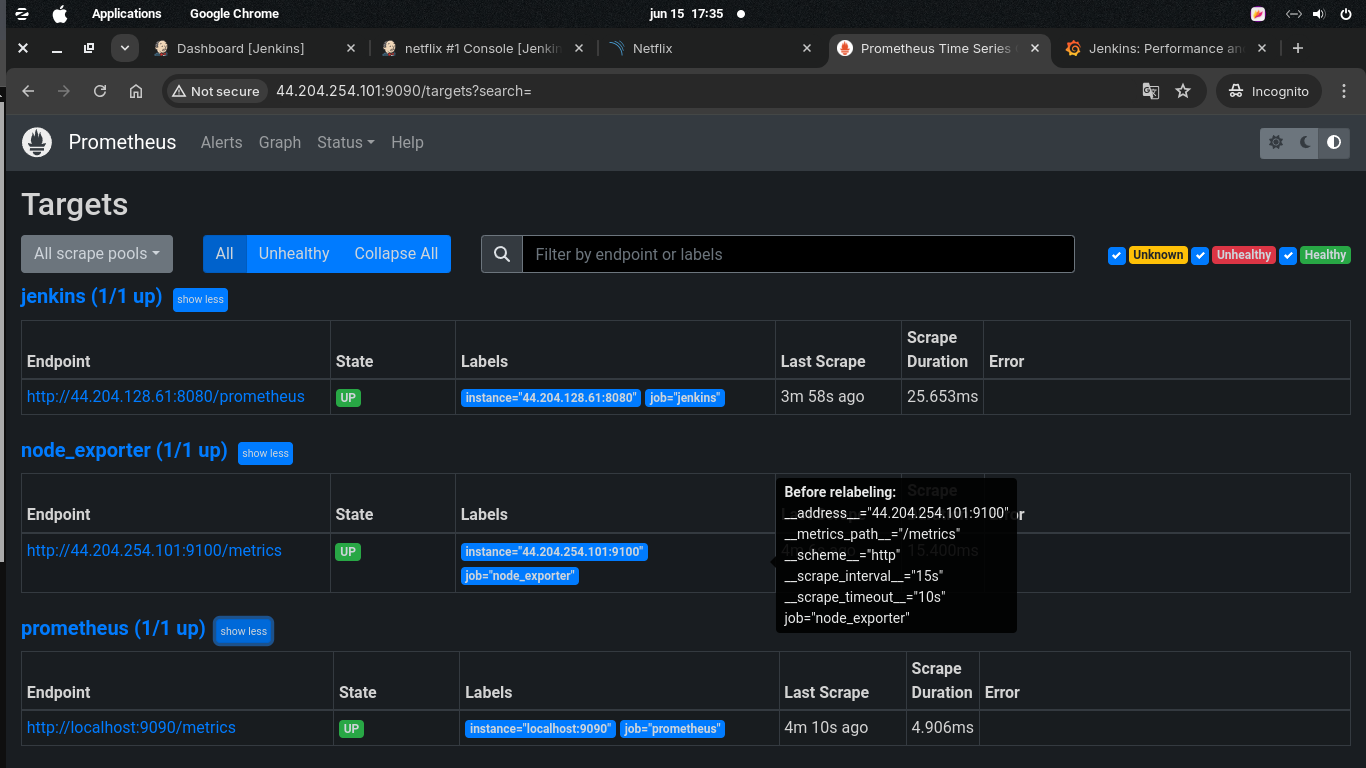 Applications Google Chrome jun 15 17:35
Dashboard [Jenkins] netflix #1 Console [Jenkin Netflix Prometheus Time Series Jenkins: Performance an
Not secure 44.204.254.101:9090/targets?search= Incognito
Prometheus Alerts Graph Status Help
Targets
All scrape pools All Unhealthy Collapse All Filter by endpoint or labels Unknown Unhealthy Healthy
jenkins (1/1 up) show less
Scrape
Endpoint State Labels Last Scrape Duration Error
http://44.204.128.61:8080/prometheus UP instance="44.204.128.61:8080" job="jenkins" 3m 58s ago 25.653ms
node_exporter (1/1 up) show less
Before relabeling: Scrape
__address__="44.204.254.101:9100"
Endpoint State Labels
__metrics_path__="/metrics"
http://44.204.254.101:9100/metrics UP instance="44.204.254.101:9100" 15.400ms
__scheme__="http"
job="node_exporter"
__scrape_interval__="15s"
__scrape_timeout__="10s"
job="node_exporter"
prometheus (1/1 up) show less
Scrape
Endpoint State Labels Last Scrape Duration Error
http://localhost:9090/metrics UP instance="localhost:9090" job="prometheus" 4m 10s ago 4.906ms